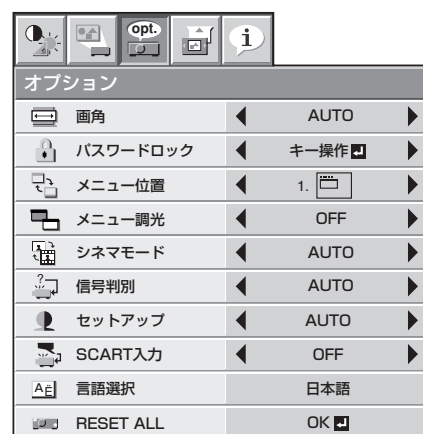 opt.
i
オプション
画角 AUTO
パスワードロック キー操作
メニュー位置 1.
メニュー調光 OFF
シネマモード AUTO
? 信号判別 AUTO
セットアップ AUTO
SCART入力 OFF
AÉ 言語選択 日本語
RESET ALL OK